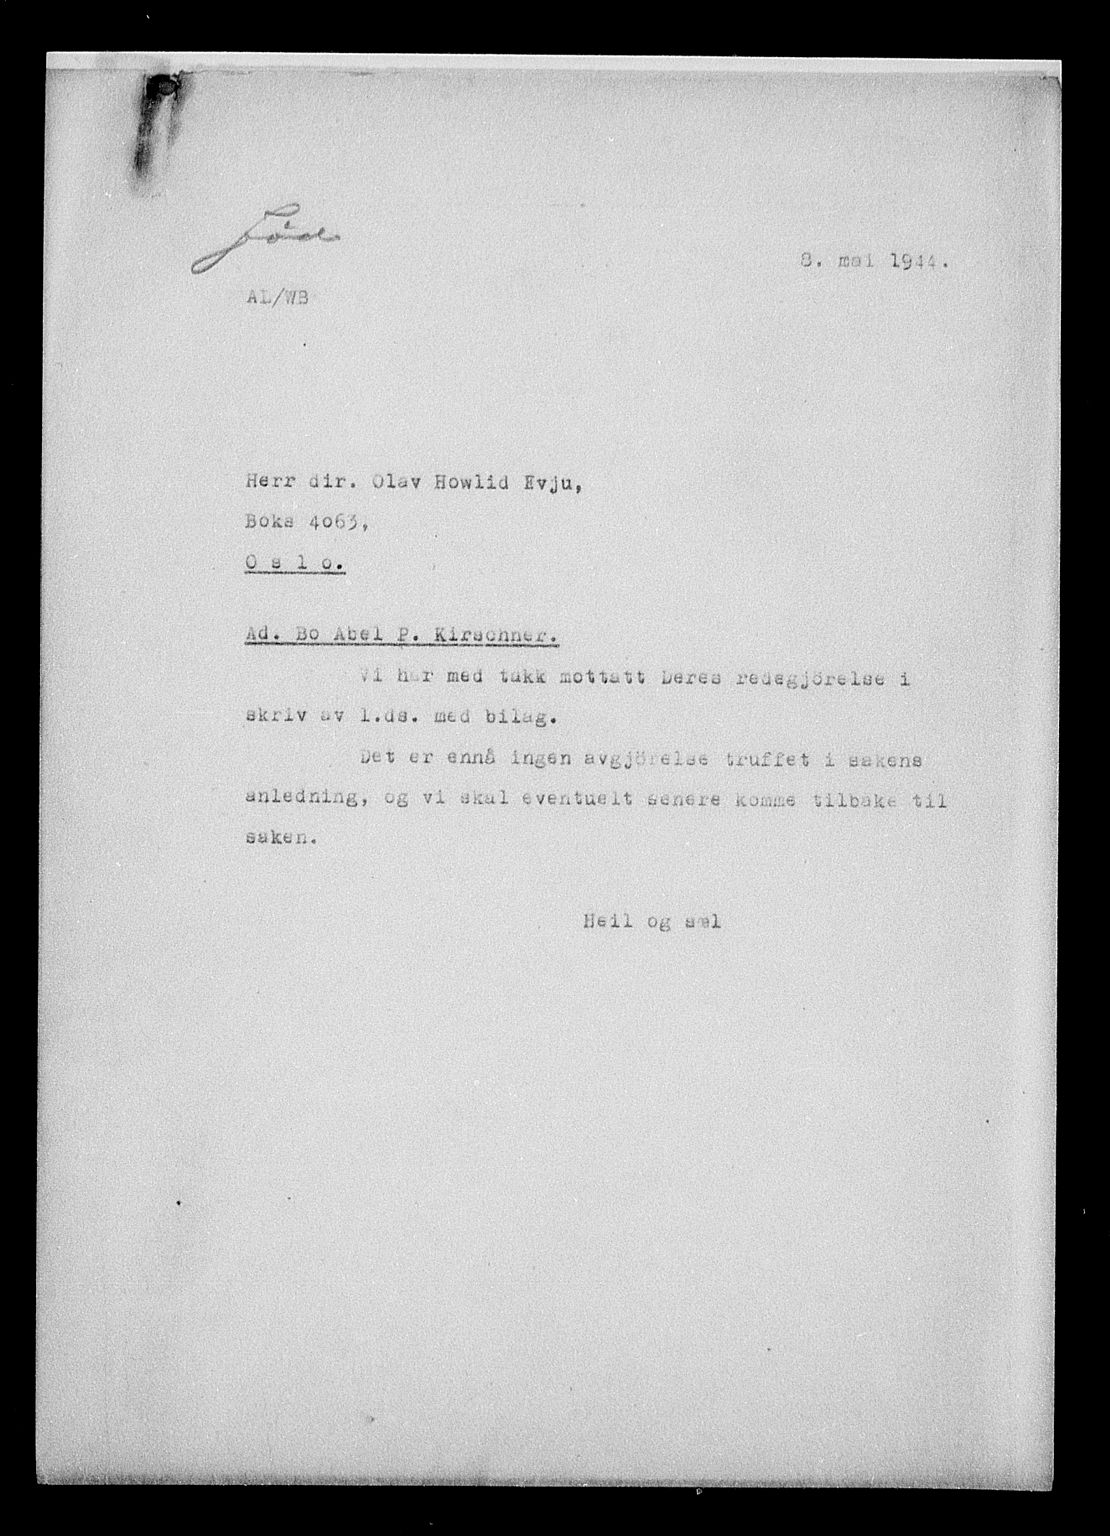 Jöde
8. mai 1944.
AL/WB
Herr dir. Olav Howlid Evju,
Boks 4063,
O s l o.
Ad. Bo Abel P. Kirschner.
Vi har med takk mottatt Deres redegjörelse i
skriv av 1.ds. med bilag.
Det er ennå ingen avgjörelse truffet i sakens
anledning, og vi skal eventuelt senere komme tilbake til
saken.
Heil og sæl